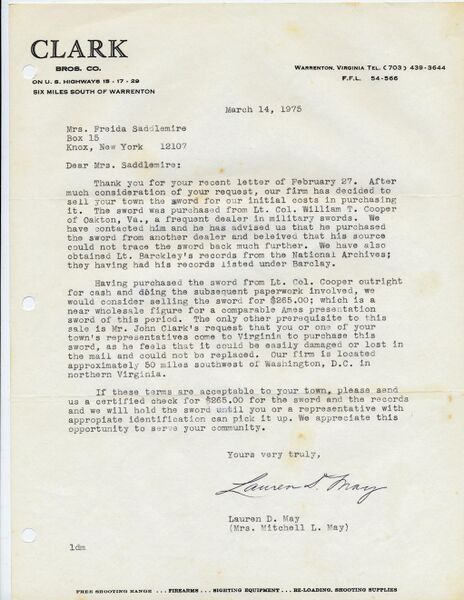 CLARK
BROS. CO.
ON U. S. HIGHWAYS 15 - 17 - 29
SIX MILES SOUTH OF WARRENTON
WARRENTON, VIRGINIA TEL. (703) 439-3644
F.F.L. 54-566
March 14, 1975
Mrs. Freida Saddlemire
Box 15
Knox, New York 12107
Dear Mrs. Saddlemire:
Thank you for your recent letter of February 27. After
much consideration of your request, our firm has decided to
sell your town the sword for our initial costs in purchasing
it. The sword was purchased from Lt. Col. William T. Cooper
of Oakton, Va., a frequent dealer in military swords. We
have contacted him and he has advised us that he purchased
the sword from another dealer and beleived that his source
could not trace the sword back much further. We have also
obtained Lt. Barckley's records from the National Archives;
they having had his records listed under Barclay.
Having purchased the sword from Lt. Col. Cooper outright
for cash and doing the subsequent paperwork involved, we
would consider selling the sword for $265.00; which is a
near wholesale figure for a comparable Ames presentation
sword of this period. The only other prerequisite to this
sale is Mr. John Clark's request that you or one of your
town's representatives come to Virginia to purchase this
sword, as he feels that it could be easily damaged or lost in
the mail and could not be replaced. Our firm is located
approximately 50 miles southwest of Washington, D.C. in
northern Virginia.
If these terms are acceptable to your town, please send
us a certified check for $265.00 for the sword and the records
and we will hold the sword until you or a representative with
appropiate identification can pick it up. We appreciate this
opportunity to serve your community.
Yours very truly,
Lauren D. May
Lauren D. May
(Mrs. Mitchell L. May)
ldm
FREE SHOOTING RANGE ... FIREARMS ... SIGHTING EQUIPMENT ... RE-LOADING, SHOOTING SUPPLIES